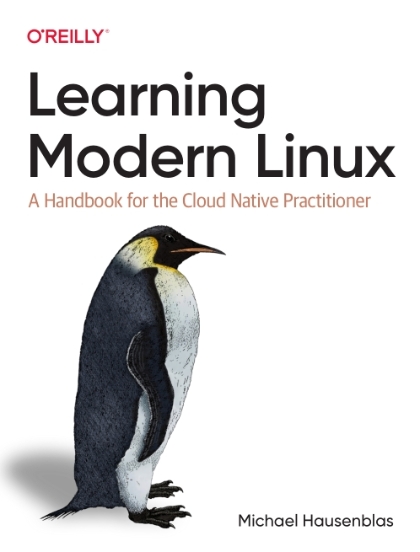 O'REILLY®
Learning
Modern Linux
A Handbook for the Cloud Native Practitioner
Michael Hausenblas